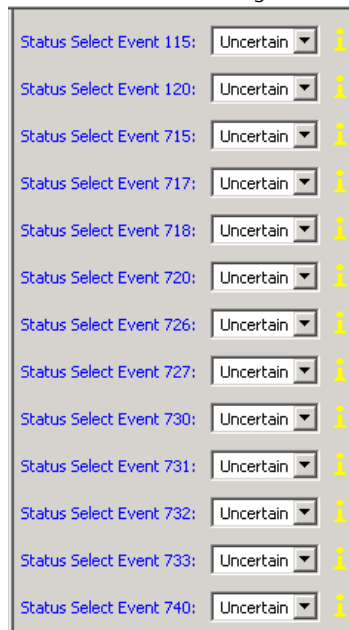 Status Select Event 115: Uncertain
Status Select Event 120: Uncertain
Status Select Event 715: Uncertain
Status Select Event 717: Uncertain
Status Select Event 718: Uncertain
Status Select Event 720: Uncertain
Status Select Event 726: Uncertain
Status Select Event 727: Uncertain
Status Select Event 730: Uncertain
Status Select Event 731: Uncertain
Status Select Event 732: Uncertain
Status Select Event 733: Uncertain
Status Select Event 740: Uncertain